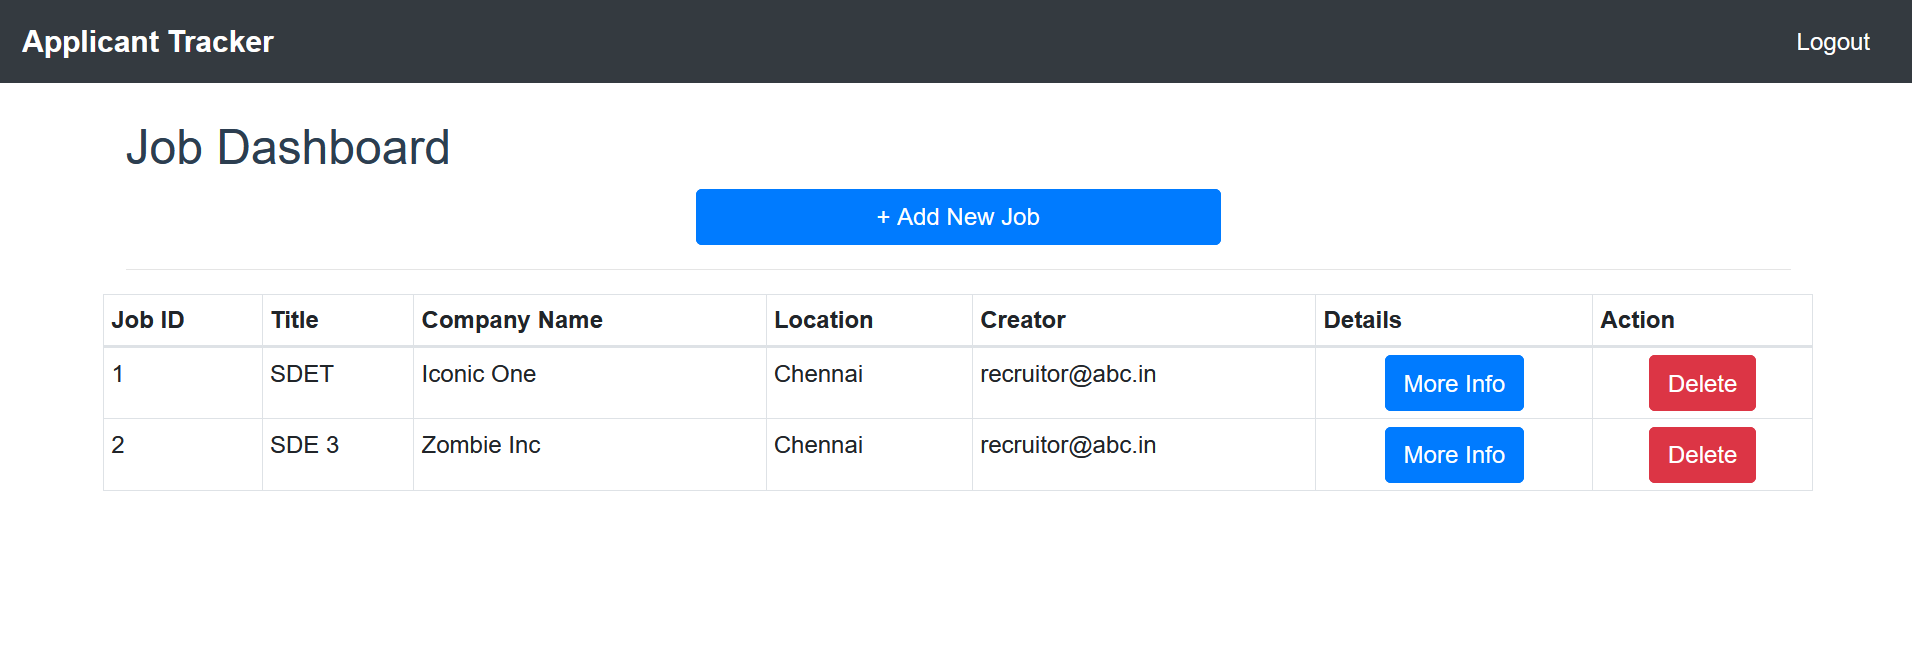 Applicant Tracker Logout
Job Dashboard
+ Add New Job
Job ID Title Company Name Location Creator Details Action
1 SDET Iconic One Chennai recruitor@abc.in More Info Delete
2 SDE 3 Zombie Inc Chennai recruitor@abc.in More Info Delete